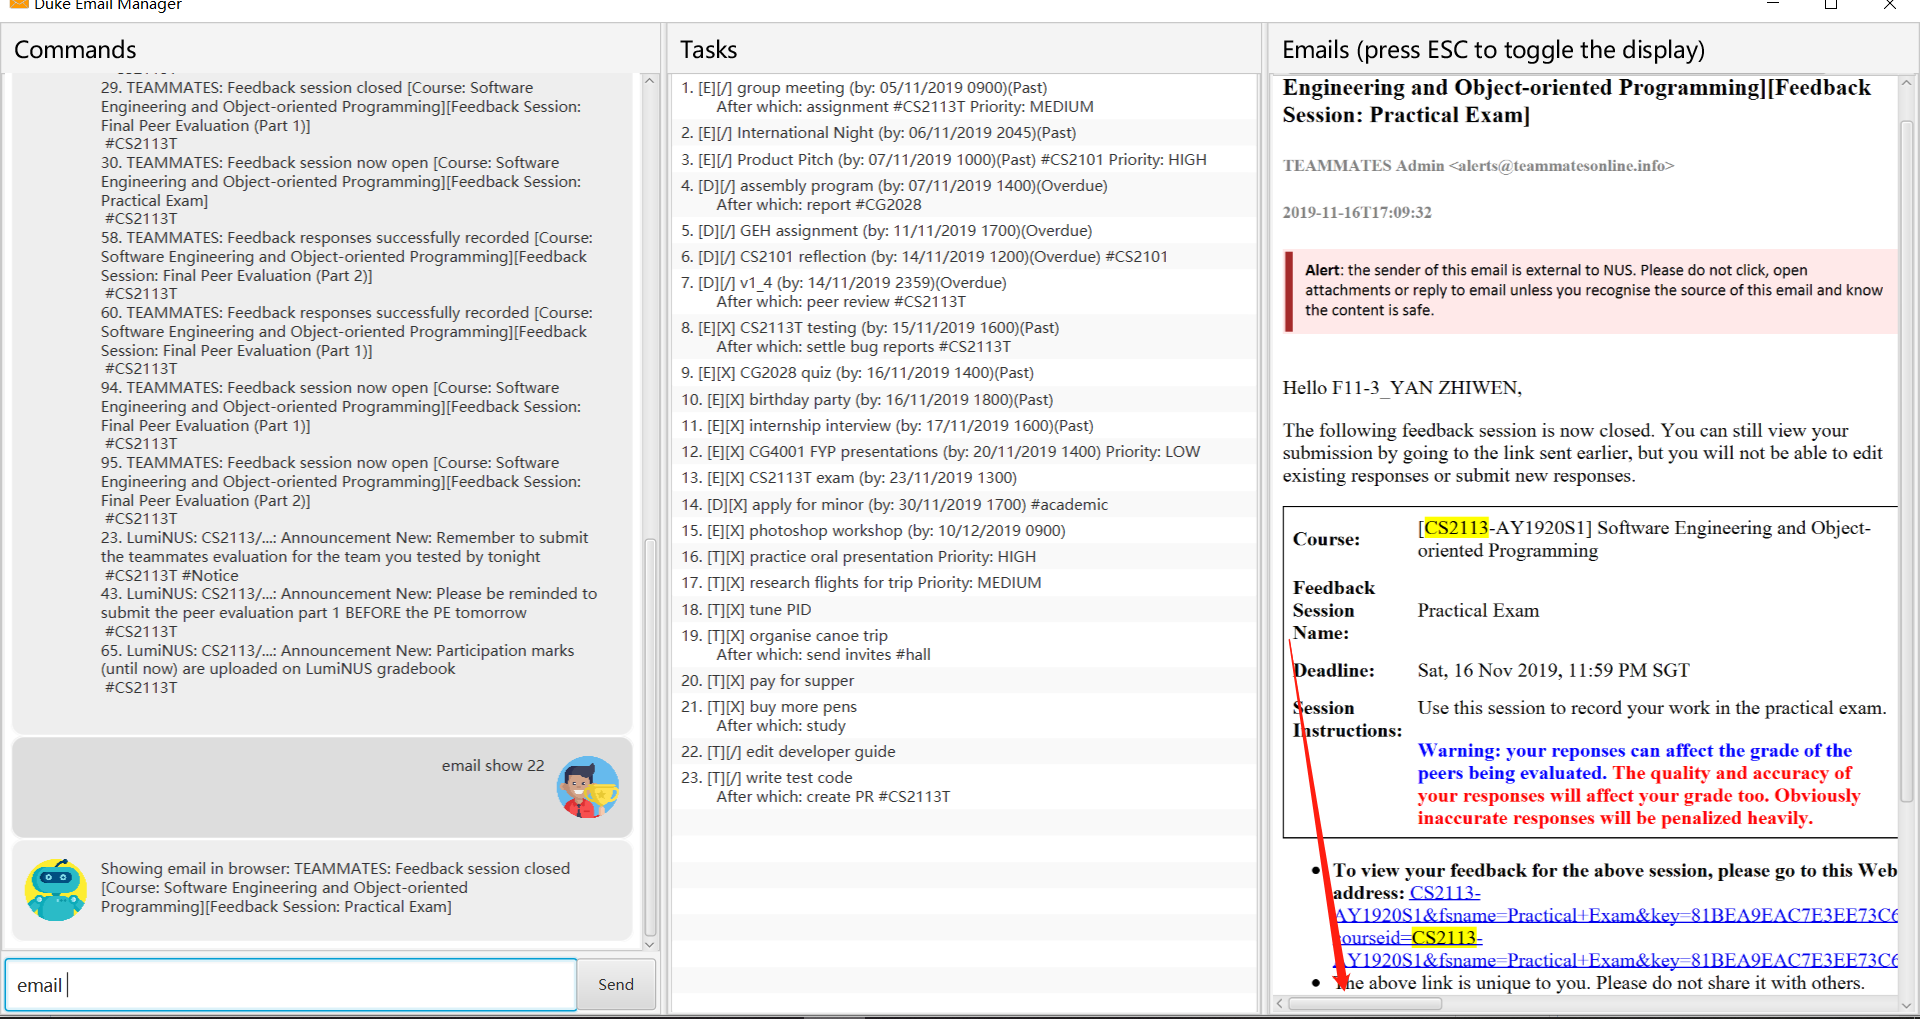 Duke Email Manager
Commands
29. TEAMMATES: Feedback session closed [Course: Software
Engineering and Object-oriented Programming][Feedback Session:
Final Peer Evaluation (Part 1)]
#CS2113T
30. TEAMMATES: Feedback session now open [Course: Software
Engineering and Object-oriented Programming][Feedback Session:
Practical Exam]
#CS2113T
58. TEAMMATES: Feedback responses successfully recorded [Course:
Software Engineering and Object-oriented Programming][Feedback
Session: Final Peer Evaluation (Part 2)]
#CS2113T
60. TEAMMATES: Feedback responses successfully recorded [Course:
Software Engineering and Object-oriented Programming][Feedback
Session: Final Peer Evaluation (Part 1)]
#CS2113T
94. TEAMMATES: Feedback session now open [Course: Software
Engineering and Object-oriented Programming][Feedback Session:
Final Peer Evaluation (Part 1)]
#CS2113T
95. TEAMMATES: Feedback session now open [Course: Software
Engineering and Object-oriented Programming][Feedback Session:
Final Peer Evaluation (Part 2)]
#CS2113T
23. LumiNUS: CS2113/...: Announcement New: Remember to submit
the teammates evaluation for the team you tested by tonight
#CS2113T #Notice
43. LumiNUS: CS2113/...: Announcement New: Please be reminded to
submit the peer evaluation part 1 BEFORE the PE tomorrow
#CS2113T
65. LumiNUS: CS2113/...: Announcement New: Participation marks
(until now) are uploaded on LumiNUS gradebook
#CS2113T
email show 22
Showing email in browser: TEAMMATES: Feedback session closed
[Course: Software Engineering and Object-oriented
Programming][Feedback Session: Practical Exam]
email
Send
Tasks
1. [E][/] group meeting (by: 05/11/2019 0900)(Past)
After which: assignment #CS2113T Priority: MEDIUM
2. [E][/] International Night (by: 06/11/2019 2045)(Past)
3. [E][/] Product Pitch (by: 07/11/2019 1000)(Past) #CS2101 Priority: HIGH
4. [D][/] assembly program (by: 07/11/2019 1400)(Overdue)
After which: report #CG2028
5. [D][/] GEH assignment (by: 11/11/2019 1700)(Overdue)
6. [D][/] CS2101 reflection (by: 14/11/2019 1200)(Overdue) #CS2101
7. [D][/] v1_4 (by: 14/11/2019 2359)(Overdue)
After which: peer review #CS2113T
8. [E][X] CS2113T testing (by: 15/11/2019 1600)(Past)
After which: settle bug reports #CS2113T
9. [E][X] CG2028 quiz (by: 16/11/2019 1400)(Past)
10. [E][X] birthday party (by: 16/11/2019 1800)(Past)
11. [E][X] internship interview (by: 17/11/2019 1600)(Past)
12. [E][X] CG4001 FYP presentations (by: 20/11/2019 1400) Priority: LOW
13. [E][X] CS2113T exam (by: 23/11/2019 1300)
14. [D][X] apply for minor (by: 30/11/2019 1700) #academic
15. [E][X] photoshop workshop (by: 10/12/2019 0900)
16. [T][X] practice oral presentation Priority: HIGH
17. [T][X] research flights for trip Priority: MEDIUM
18. [T][X] tune PID
19. [T][X] organise canoe trip
After which: send invites #hall
20. [T][X] pay for supper
21. [T][X] buy more pens
After which: study
22. [T][/] edit developer guide
23. [T][/] write test code
After which: create PR #CS2113T
Emails (press ESC to toggle the display)
Engineering and Object-oriented Programming][Feedback
Session: Practical Exam]
TEAMMATES Admin <alerts@teammatesonline.info>
2019-11-16T17:09:32
Alert: the sender of this email is external to NUS. Please do not click, open
attachments or reply to email unless you recognise the source of this email and know
the content is safe.
Hello F11-3_YAN ZHIWEN,
The following feedback session is now closed. You can still view your
submission by going to the link sent earlier, but you will not be able to edit
existing responses or submit new responses.
Course: [CS2113-AY1920S1] Software Engineering and Object-
oriented Programming
Feedback
Session
Name: Practical Exam
Deadline: Sat, 16 Nov 2019, 11:59 PM SGT
Session
Instructions: Use this session to record your work in the practical exam.
Warning: your reponses can affect the grade of the
peers being evaluated. The quality and accuracy of
your responses will affect your grade too. Obviously
inaccurate responses will be penalized heavily.
• To view your feedback for the above session, please go to this Web
address: CS2113-
AY1920S1&fsname=Practical+Exam&key=81BEA9EAC7E3EE73C6
courseid=CS2113-
AY1920S1&fsname=Practical+Exam&key=81BEA9EAC7E3EE73C6
• The above link is unique to you. Please do not share it with others.